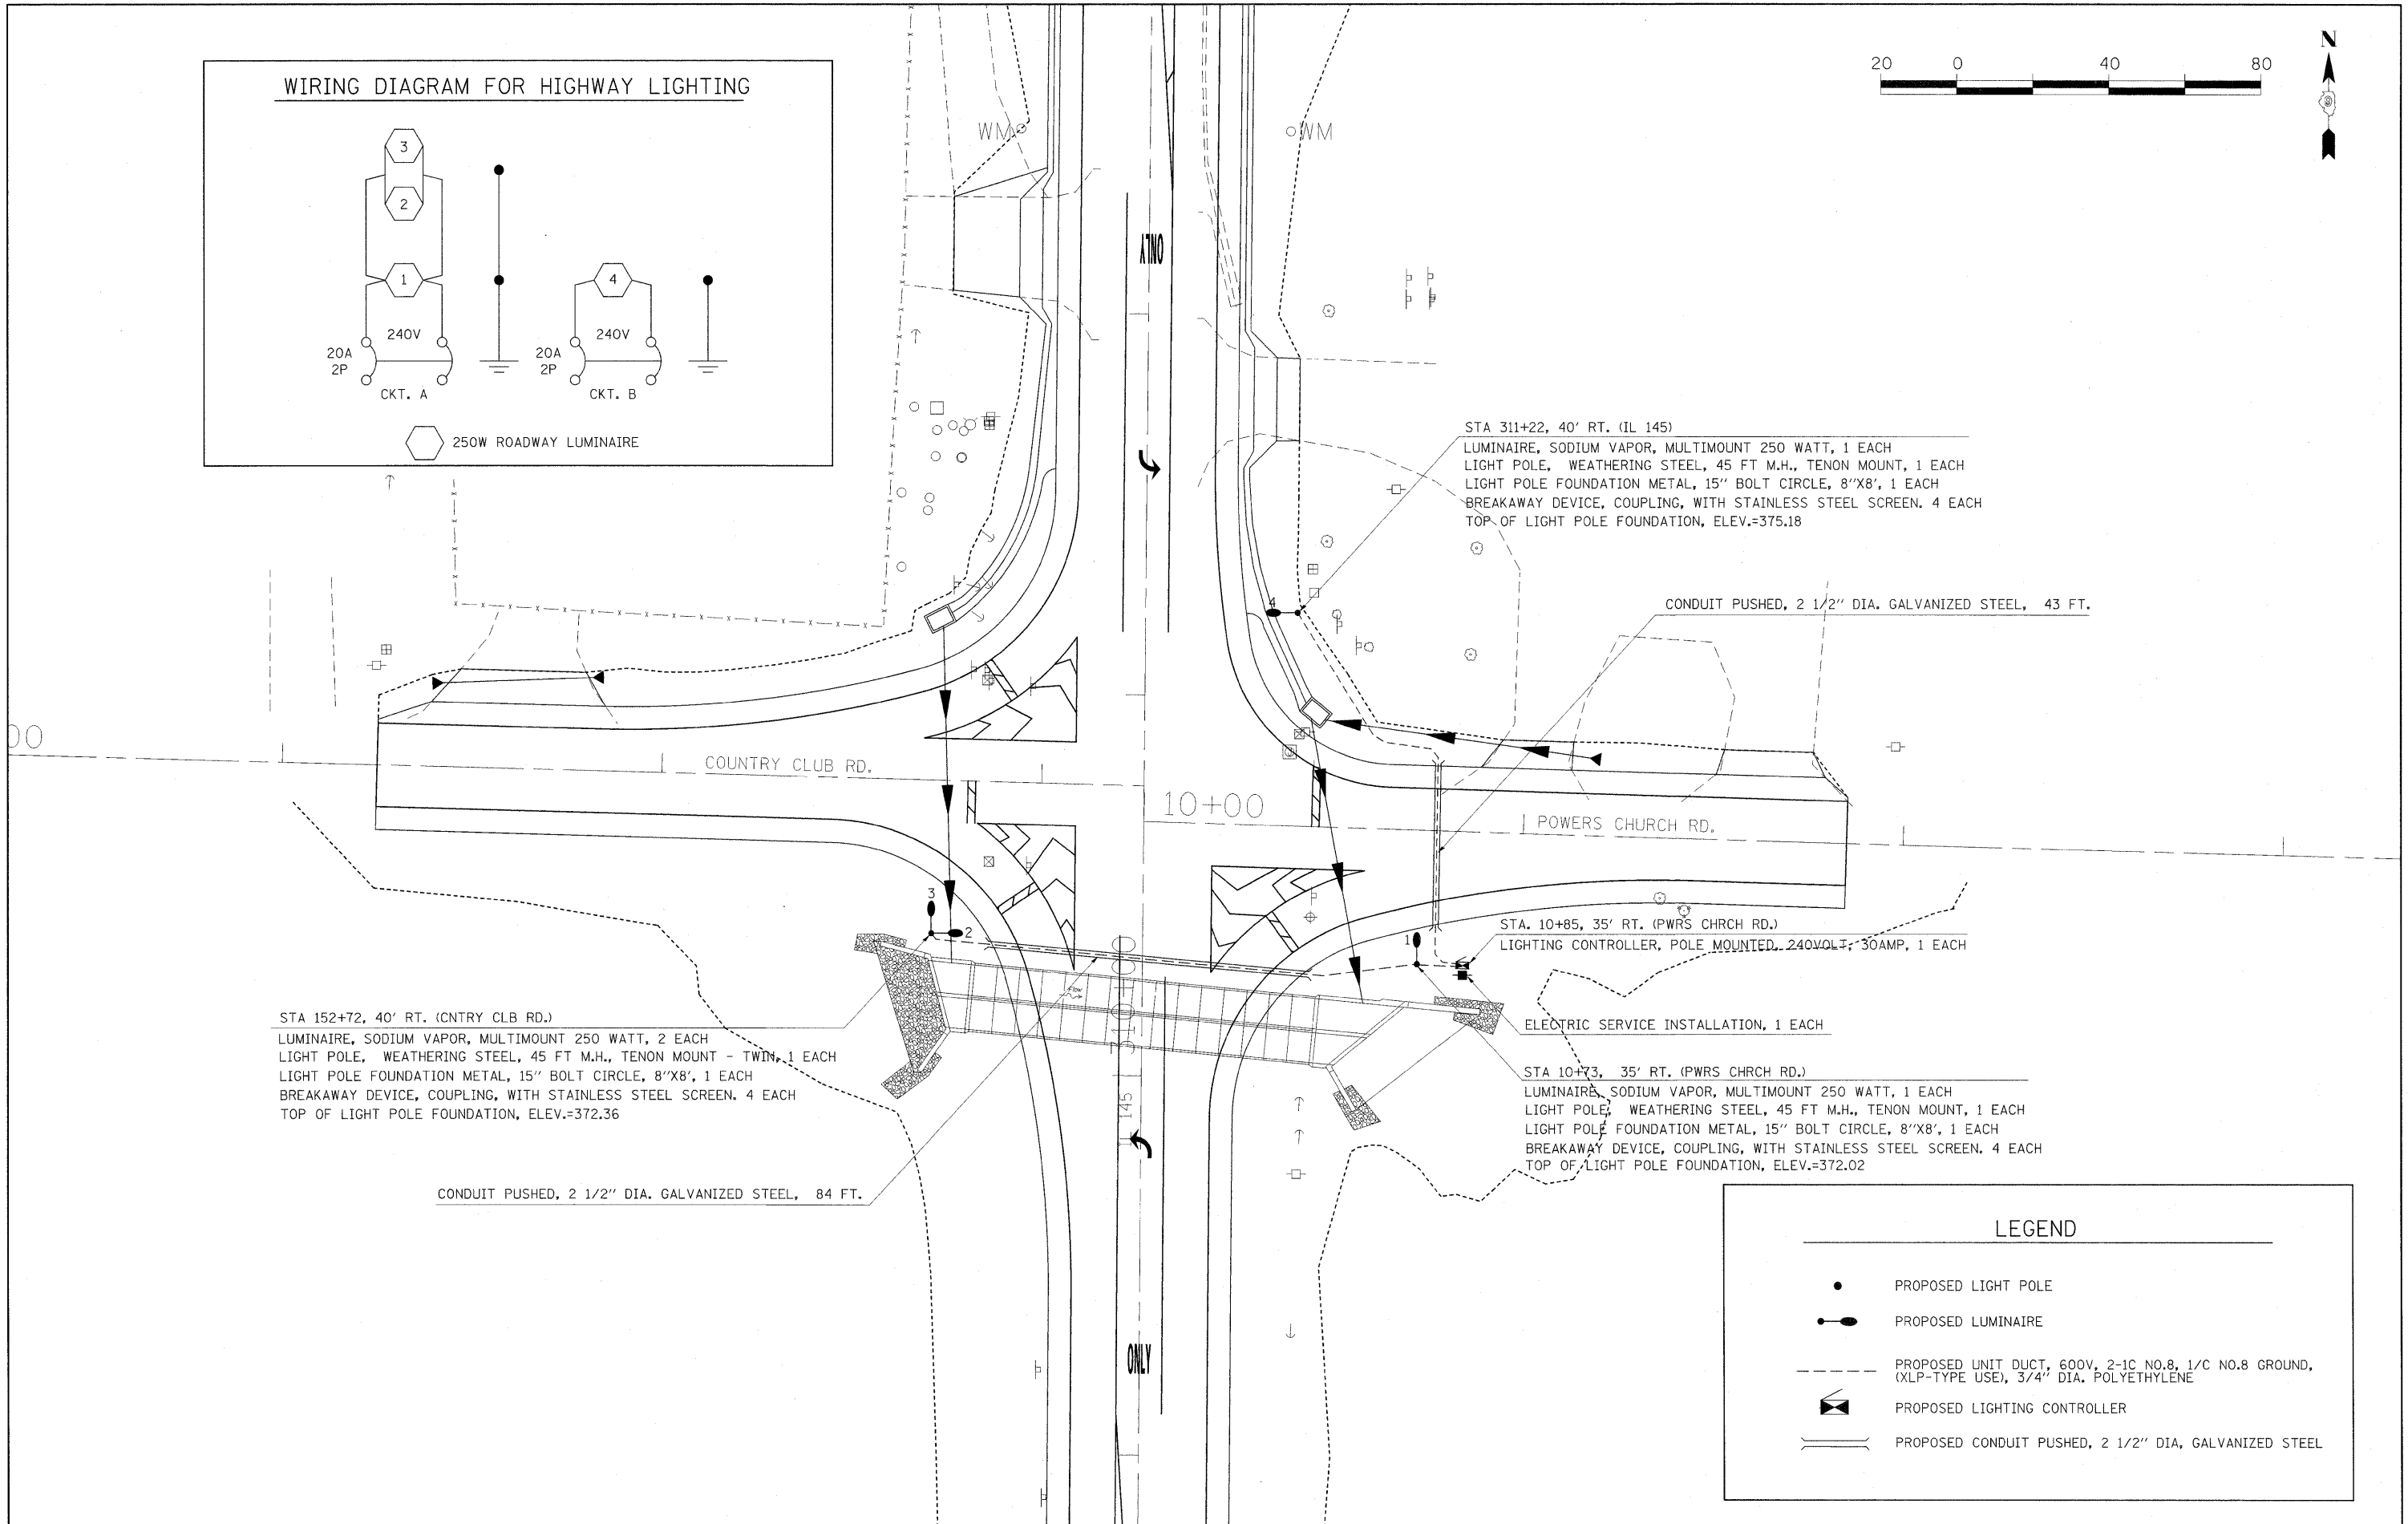 WIRING DIAGRAM FOR HIGHWAY LIGHTING
3
2
1
4
240V
240V
20A
2P
20A
2P
CKT. A
CKT. B
250W ROADWAY LUMINAIRE
20 0 40 80
N
WM
WM
ONLY
STA 311+22, 40' RT. (IL 145)
LUMINAIRE, SODIUM VAPOR, MULTIMOUNT 250 WATT, 1 EACH
LIGHT POLE, WEATHERING STEEL, 45 FT M.H., TENON MOUNT, 1 EACH
LIGHT POLE FOUNDATION METAL, 15" BOLT CIRCLE, 8"X8', 1 EACH
BREAKAWAY DEVICE, COUPLING, WITH STAINLESS STEEL SCREEN. 4 EACH
TOP OF LIGHT POLE FOUNDATION, ELEV.=375.18
4
CONDUIT PUSHED, 2 1/2" DIA. GALVANIZED STEEL, 43 FT.
00
COUNTRY CLUB RD.
10+00
POWERS CHURCH RD.
3
2
1
STA. 10+85, 35' RT. (PWRS CHRCH RD.)
LIGHTING CONTROLLER, POLE MOUNTED, 240VOLT, 30AMP, 1 EACH
310+00
FLOW
STA 152+72, 40' RT. (CNTRY CLB RD.)
LUMINAIRE, SODIUM VAPOR, MULTIMOUNT 250 WATT, 2 EACH
LIGHT POLE, WEATHERING STEEL, 45 FT M.H., TENON MOUNT - TWIN, 1 EACH
LIGHT POLE FOUNDATION METAL, 15" BOLT CIRCLE, 8"X8', 1 EACH
BREAKAWAY DEVICE, COUPLING, WITH STAINLESS STEEL SCREEN. 4 EACH
TOP OF LIGHT POLE FOUNDATION, ELEV.=372.36
ELECTRIC SERVICE INSTALLATION, 1 EACH
STA 10+73, 35' RT. (PWRS CHRCH RD.)
LUMINAIRE, SODIUM VAPOR, MULTIMOUNT 250 WATT, 1 EACH
LIGHT POLE, WEATHERING STEEL, 45 FT M.H., TENON MOUNT, 1 EACH
LIGHT POLE FOUNDATION METAL, 15" BOLT CIRCLE, 8"X8', 1 EACH
BREAKAWAY DEVICE, COUPLING, WITH STAINLESS STEEL SCREEN. 4 EACH
TOP OF LIGHT POLE FOUNDATION, ELEV.=372.02
IL 145
CONDUIT PUSHED, 2 1/2" DIA. GALVANIZED STEEL, 84 FT.
ONLY
LEGEND
PROPOSED LIGHT POLE
PROPOSED LUMINAIRE
PROPOSED UNIT DUCT, 600V, 2-1C NO.8, 1/C NO.8 GROUND,
(XLP-TYPE USE), 3/4" DIA. POLYETHYLENE
PROPOSED LIGHTING CONTROLLER
PROPOSED CONDUIT PUSHED, 2 1/2" DIA, GALVANIZED STEEL